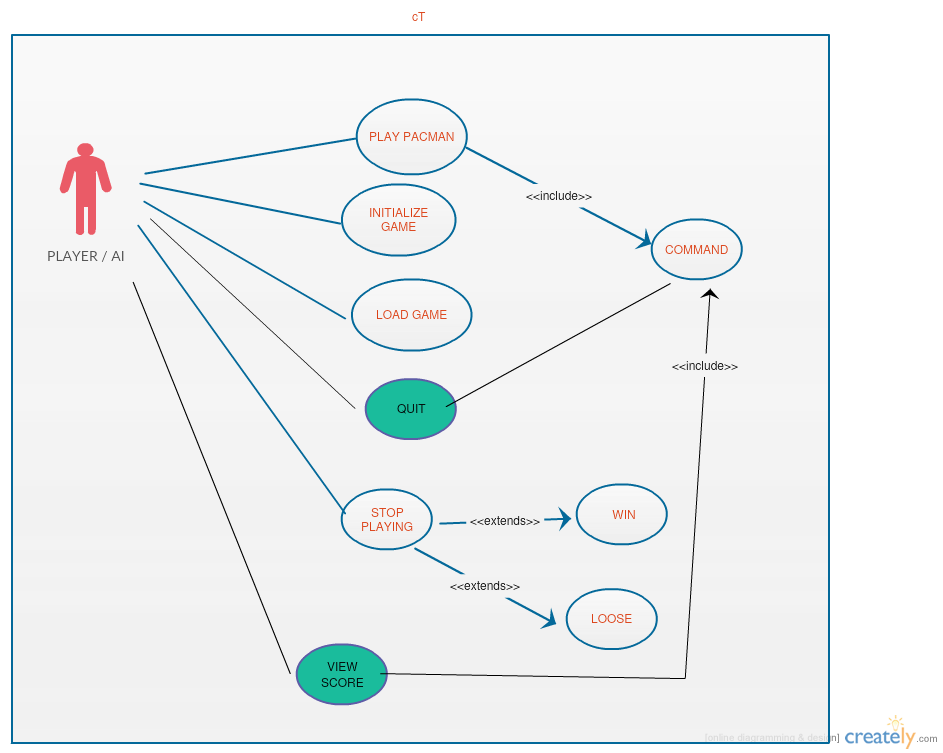 cT
PLAY PACMAN
<<include>>
INITIALIZE
GAME
COMMAND
PLAYER / AI
LOAD GAME
<<include>>
QUIT
STOP
PLAYING
<<extends>>
WIN
<<extends>>
LOOSE
VIEW
SCORE
[online diagramming & design] creately.com